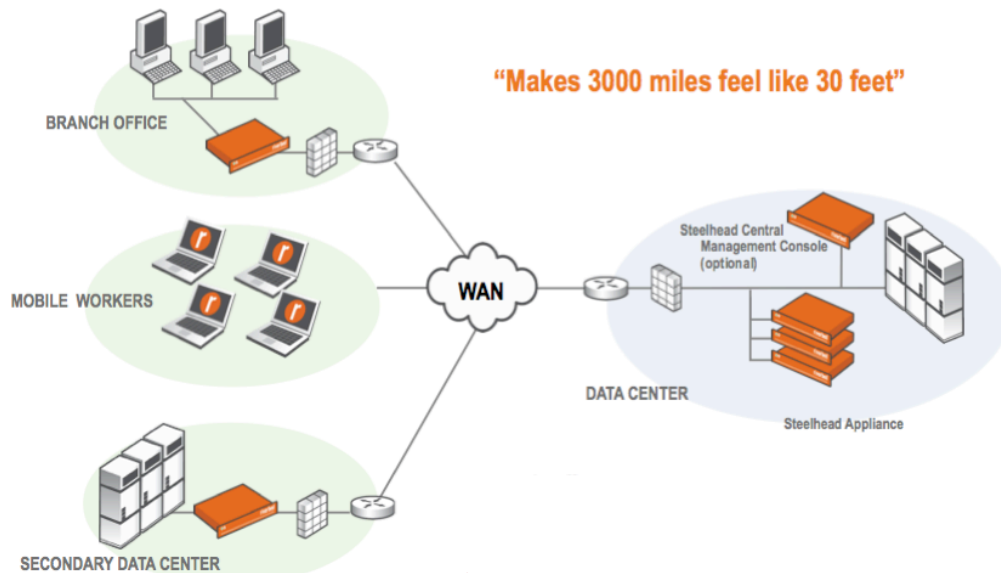 “Makes 3000 miles feel like 30 feet”
BRANCH OFFICE
Steelhead Central
Management Console
(optional)
MOBILE WORKERS
WAN
DATA CENTER
Steelhead Appliance
SECONDARY DATA CENTER